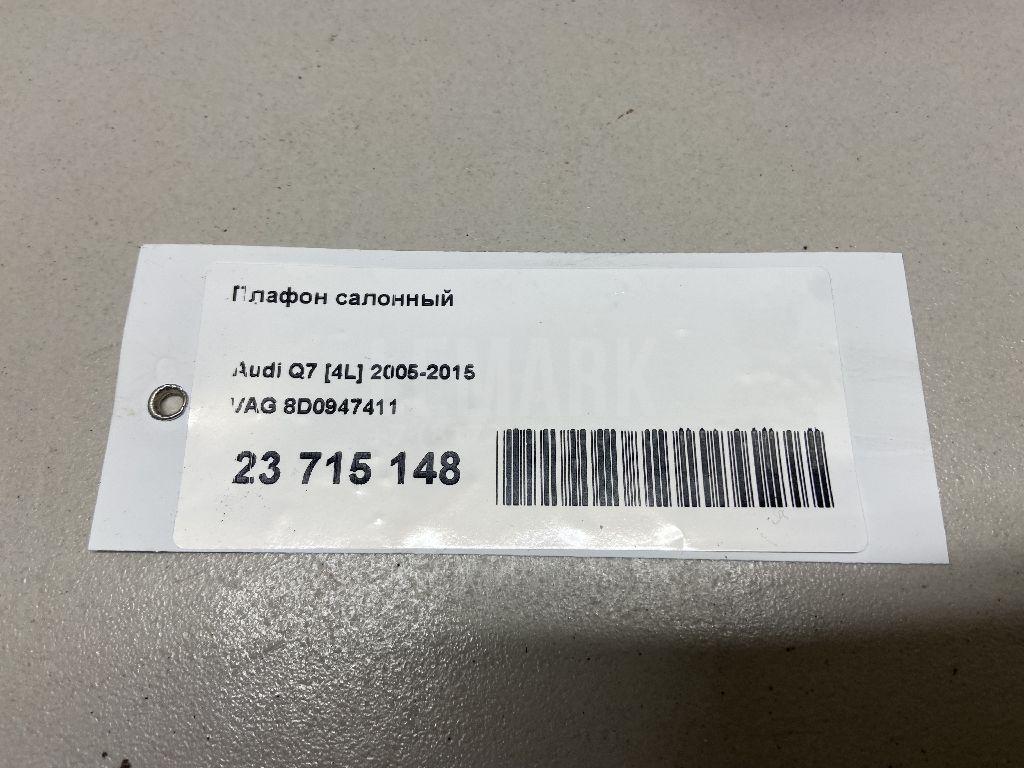 Плафон салонный
Audi Q7 [4L] 2005-2015
VAG 8D0947411
23 715 148